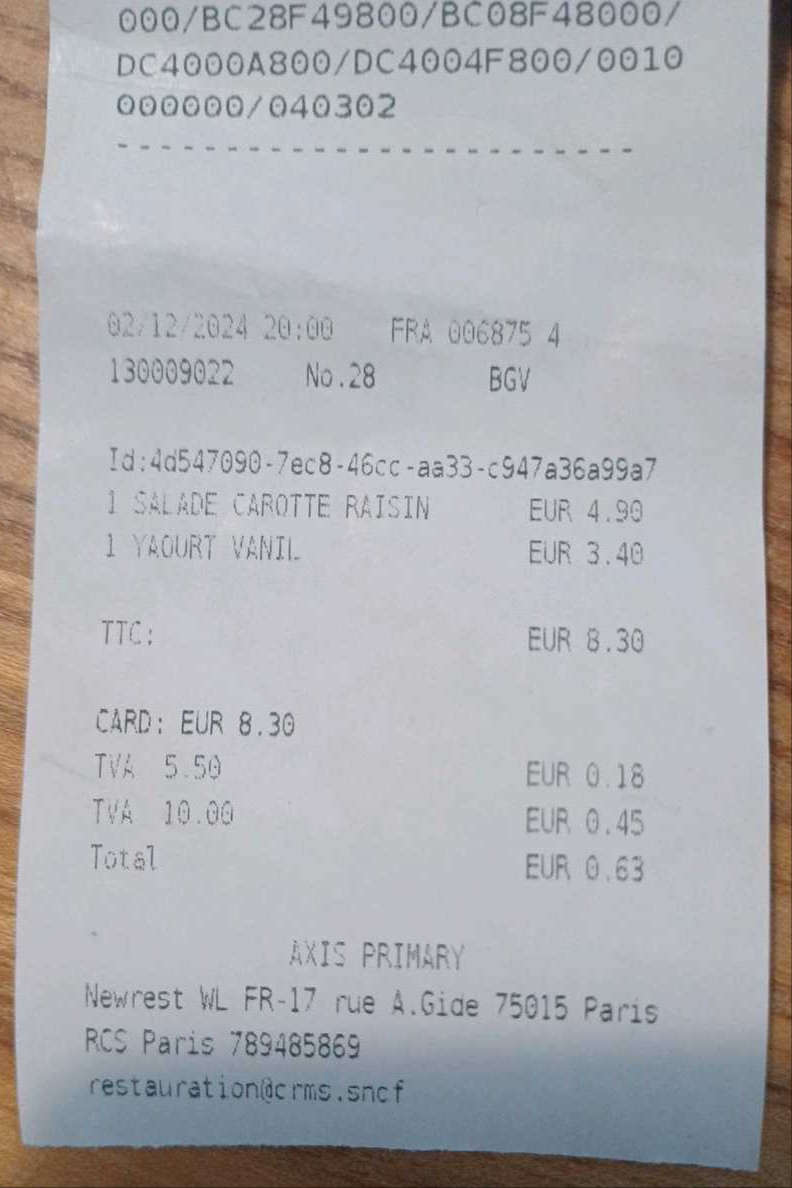 000/BC28F49800/BC08F48000/
DC4000A800/DC4004F800/0010
000000/040302
- - - - - - - - - - - - - - - - - - - - - - - -
02/12/2024 20:00 FRA 006875 4
130009022 No.28 BGV
Id:4d547090-7ec8-46cc-aa33-c947a36a99a7
1 SALADE CAROTTE RAISIN EUR 4.90
1 YAOURT VANIL EUR 3.40
TTC: EUR 8.30
CARD: EUR 8.30
TVA 5.50 EUR 0.18
TVA 10.00 EUR 0.45
Total EUR 0.63
AXIS PRIMARY
Newrest WL FR-17 rue A.Gide 75015 Paris
RCS Paris 789485869
restauration@crms.sncf